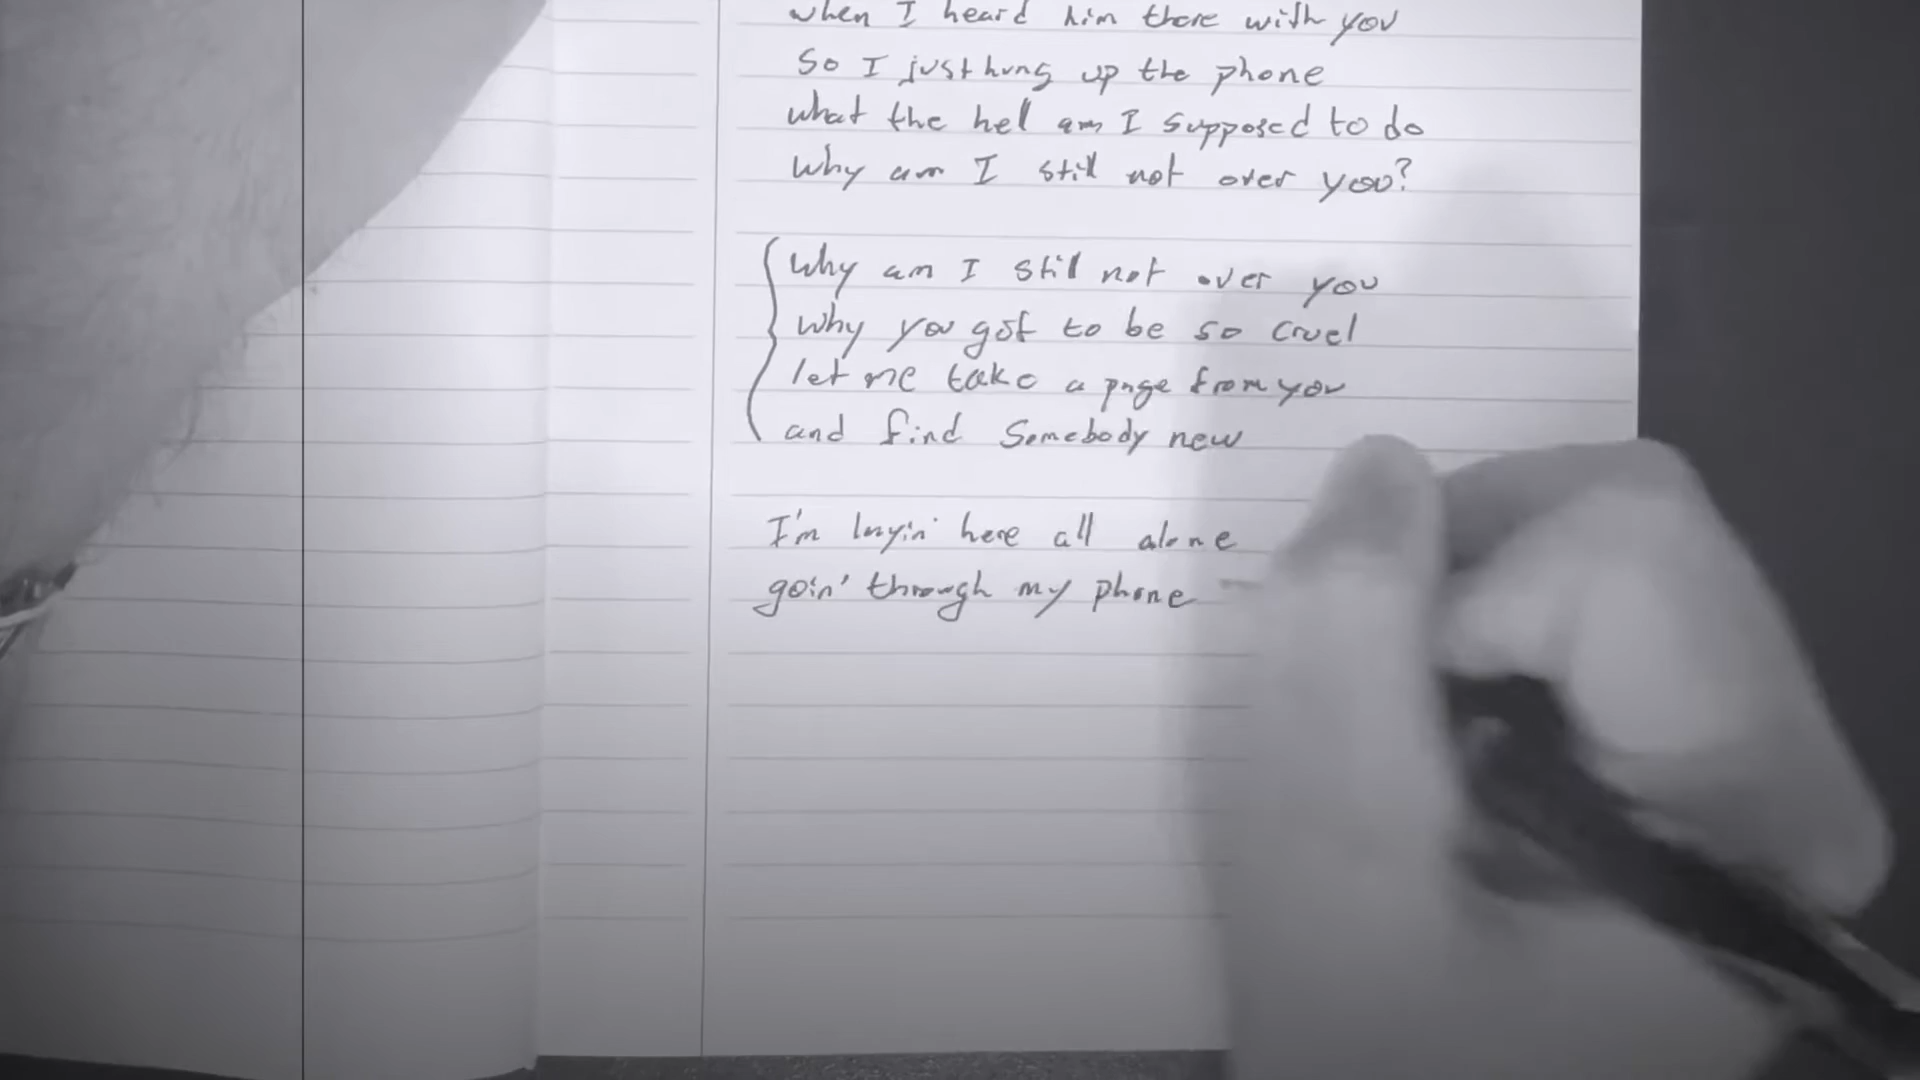 when I heard him there with you
So I just hung up the phone
what the hell am I supposed to do
Why am I still not over you?
Why am I still not over you
Why you got to be so cruel
let me take a page from you
and find Somebody new
I'm layin' here all alone
goin' through my phone